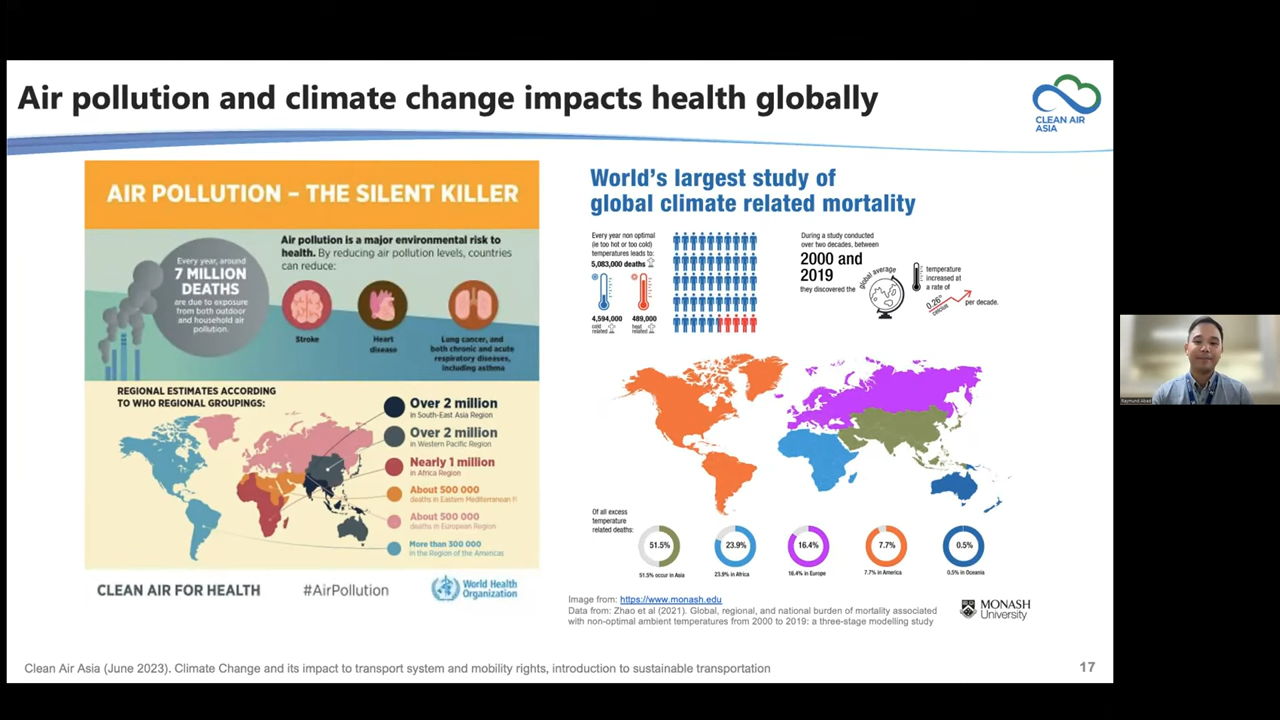 Air pollution and climate change impacts health globally
CLEAN AIR
ASIA
AIR POLLUTION – THE SILENT KILLER
Every year, around
7 MILLION
DEATHS
are due to exposure
from both outdoor
and household air
pollution.
Air pollution is a major environmental risk to
health. By reducing air pollution levels, countries
can reduce:
Stroke
Heart
disease
Lung cancer, and
both chronic and acute
respiratory diseases,
including asthma
REGIONAL ESTIMATES ACCORDING
TO WHO REGIONAL GROUPINGS:
Over 2 million
in South-East Asia Region
Over 2 million
in Western Pacific Region
Nearly 1 million
in Africa Region
About 500 000
deaths in Eastern Mediterranean
About 500 000
deaths in European Region
More than 300 000
in the Region of the Americas
CLEAN AIR FOR HEALTH
#AirPollution
World Health
Organization
World's largest study of
global climate related mortality
Every year non optimal
(ie too hot or too cold)
temperatures leads to:
5,083,000 deaths
4,594,000
cold
related
489,000
heat
related
During a study conducted
over two decades, between
2000 and
2019
they discovered the
global average
temperature
increased at
a rate of
0.26°
celcius
per decade.
Of all excess
temperature
related deaths:
51.5%
23.9%
16.4%
7.7%
0.5%
51.5% occur in Asia
23.9% in Africa
16.4% in Europe
7.7% in America
0.5% in Oceania
Image from: https://www.monash.edu
Data from: Zhao et al (2021). Global, regional, and national burden of mortality associated
with non-optimal ambient temperatures from 2000 to 2019: a three-stage modelling study
MONASH
University
Clean Air Asia (June 2023). Climate Change and its impact to transport system and mobility rights, introduction to sustainable transportation
17
Raymund Abad